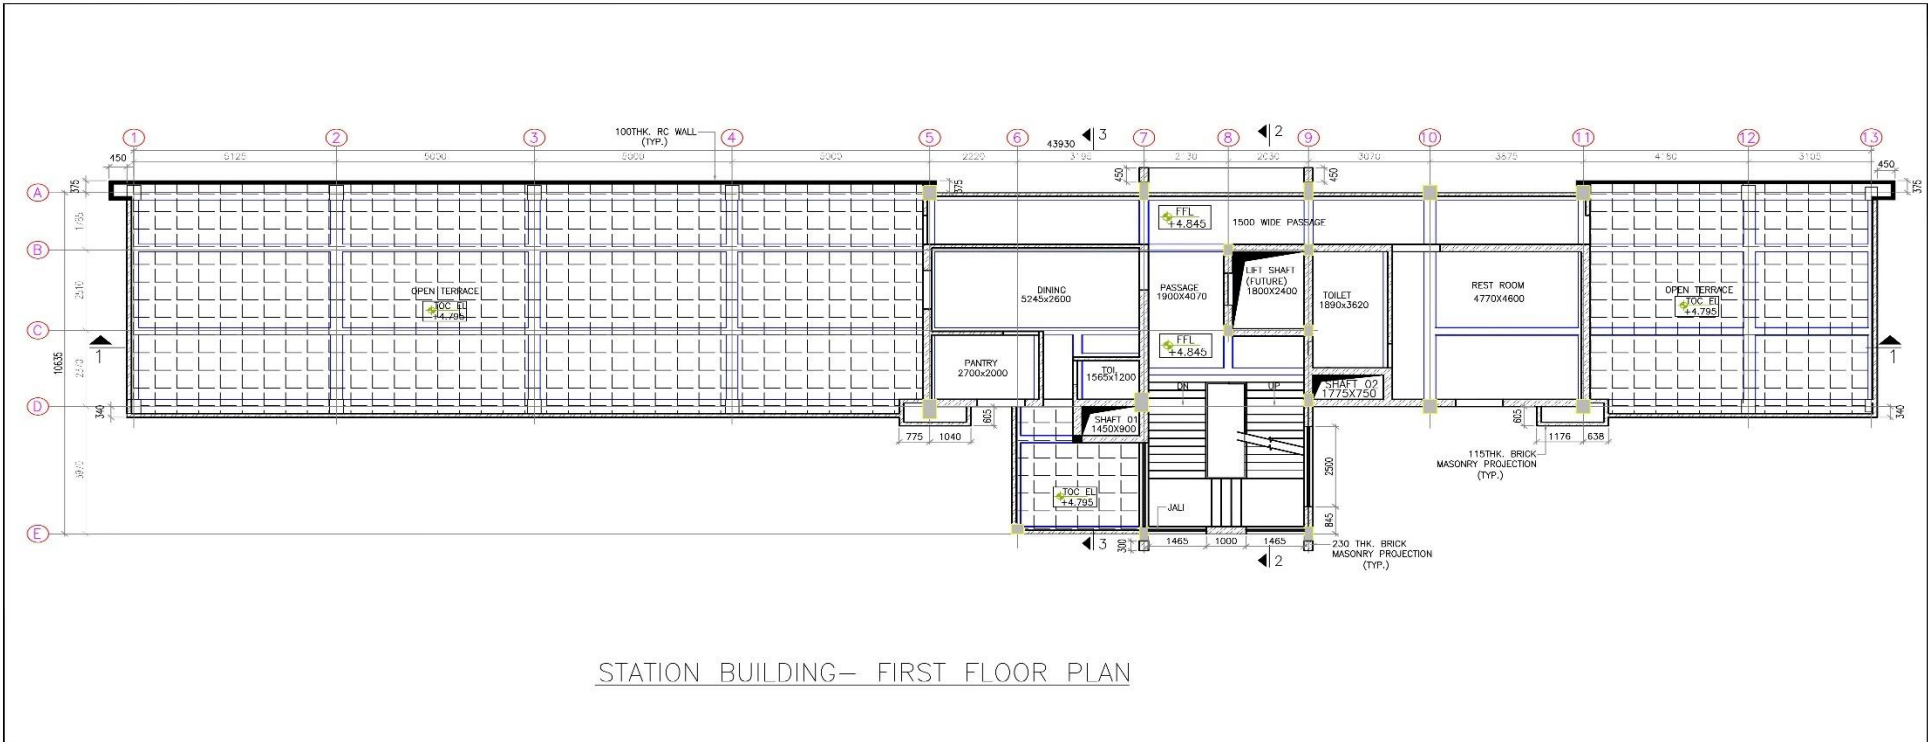 100THK. RC WALL
(TYP.)
43930
3
2
1
2
3
4
5
6
7
8
9
10
11
12
13
450
5125
5000
5000
5000
2220
3195
2130
2030
3070
3875
4180
3105
450
375
375
450
450
375
A
B
C
D
E
1785
10635
340
FFL
+4.845
1500 WIDE PASSAGE
OPEN TERRACE
TOC EL
+4.795
DINING
5245x2600
PASSAGE
1900X4070
LIFT SHAFT
(FUTURE)
1800X2400
TOILET
1890x3620
REST ROOM
4770X4600
OPEN TERRACE
TOC EL
+4.795
1
1
FFL
+4.845
PANTRY
2700x2000
TOI.
1565x1200
DN
UP
SHAFT 02
1775X750
SHAFT 01
1450X900
605
605
340
775
1040
1176
638
115THK. BRICK
MASONRY PROJECTION
(TYP.)
2500
TOC EL
+4.795
JALI
845
300
1465
1000
1465
3
2
230 THK. BRICK
MASONRY PROJECTION
(TYP.)
STATION BUILDING– FIRST FLOOR PLAN